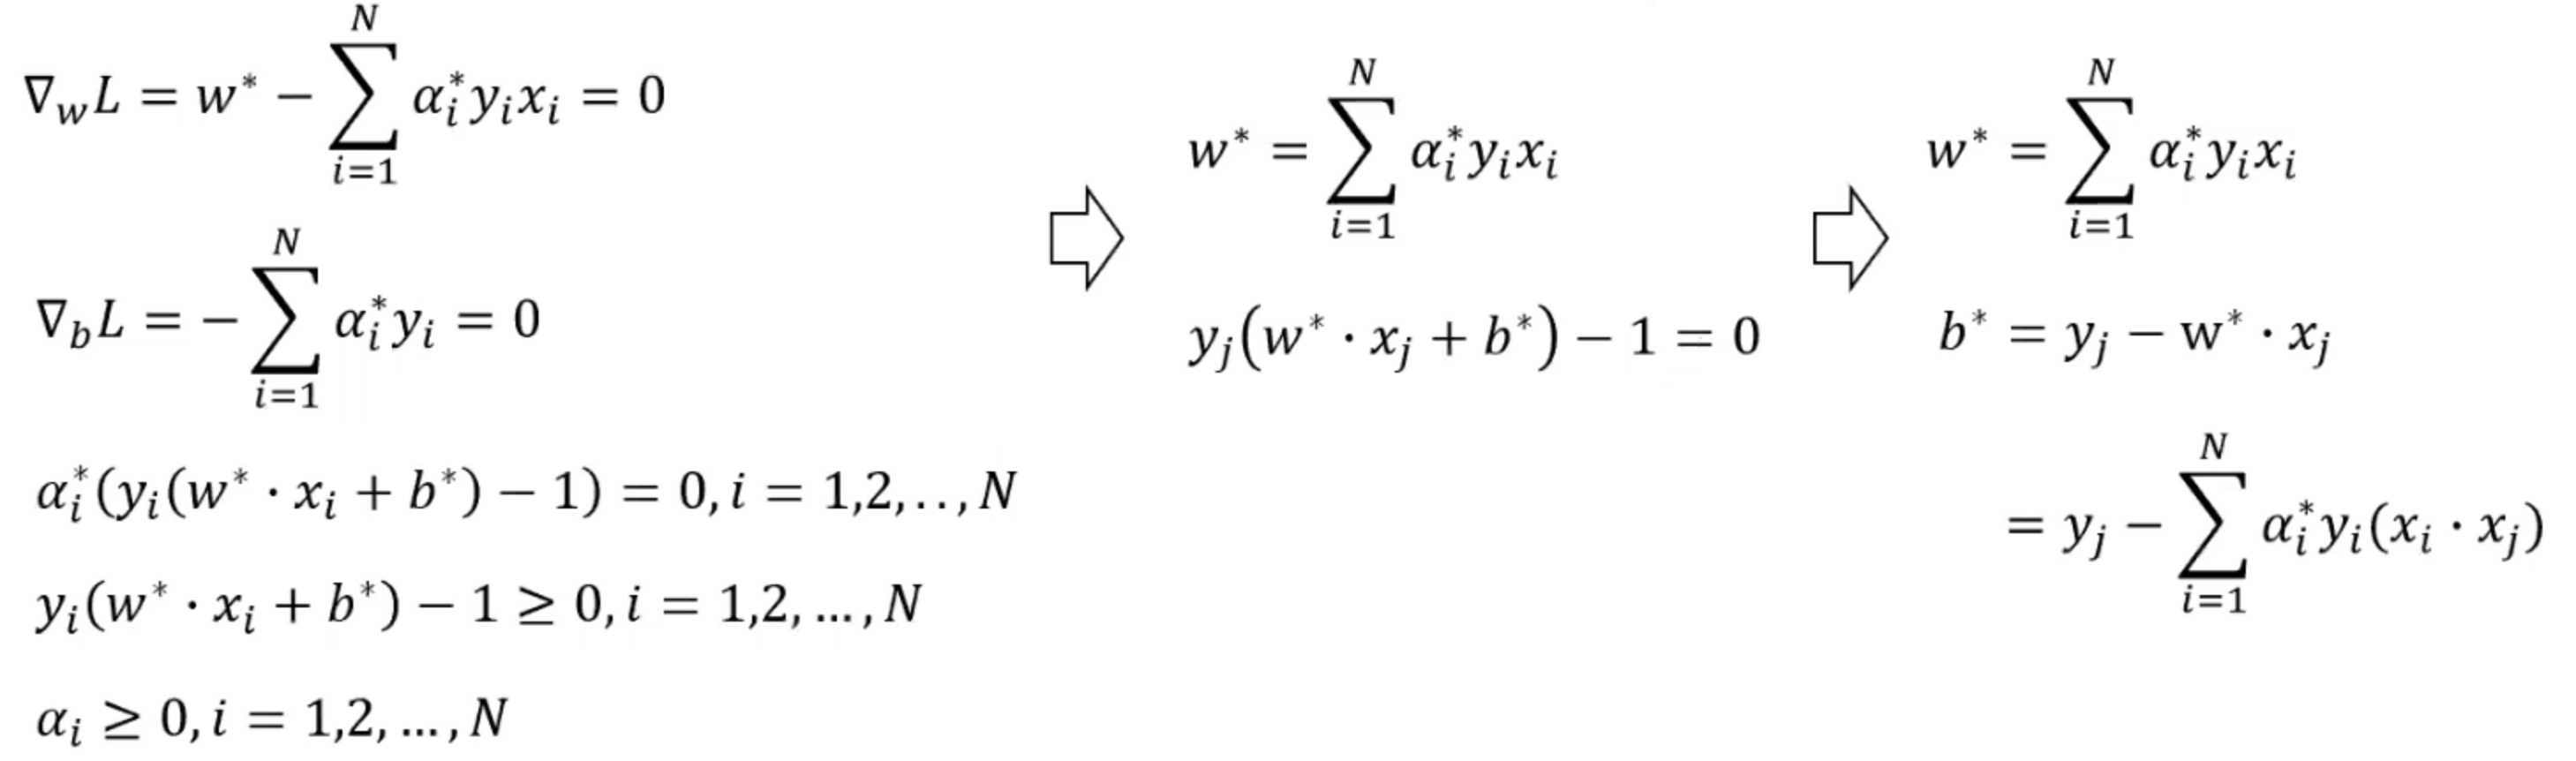 ∇_w L = w* − ∑_{i=1}^{N} α_i* y_i x_i = 0
∇_b L = − ∑_{i=1}^{N} α_i* y_i = 0
α_i*(y_i(w* · x_i + b*) − 1) = 0, i = 1,2, . . , N
y_i(w* · x_i + b*) − 1 ≥ 0, i = 1,2, … , N
α_i ≥ 0, i = 1,2, … , N
w* = ∑_{i=1}^{N} α_i* y_i x_i
y_j(w* · x_j + b*) − 1 = 0
w* = ∑_{i=1}^{N} α_i* y_i x_i
b* = y_j − w* · x_j
= y_j − ∑_{i=1}^{N} α_i* y_i (x_i · x_j)